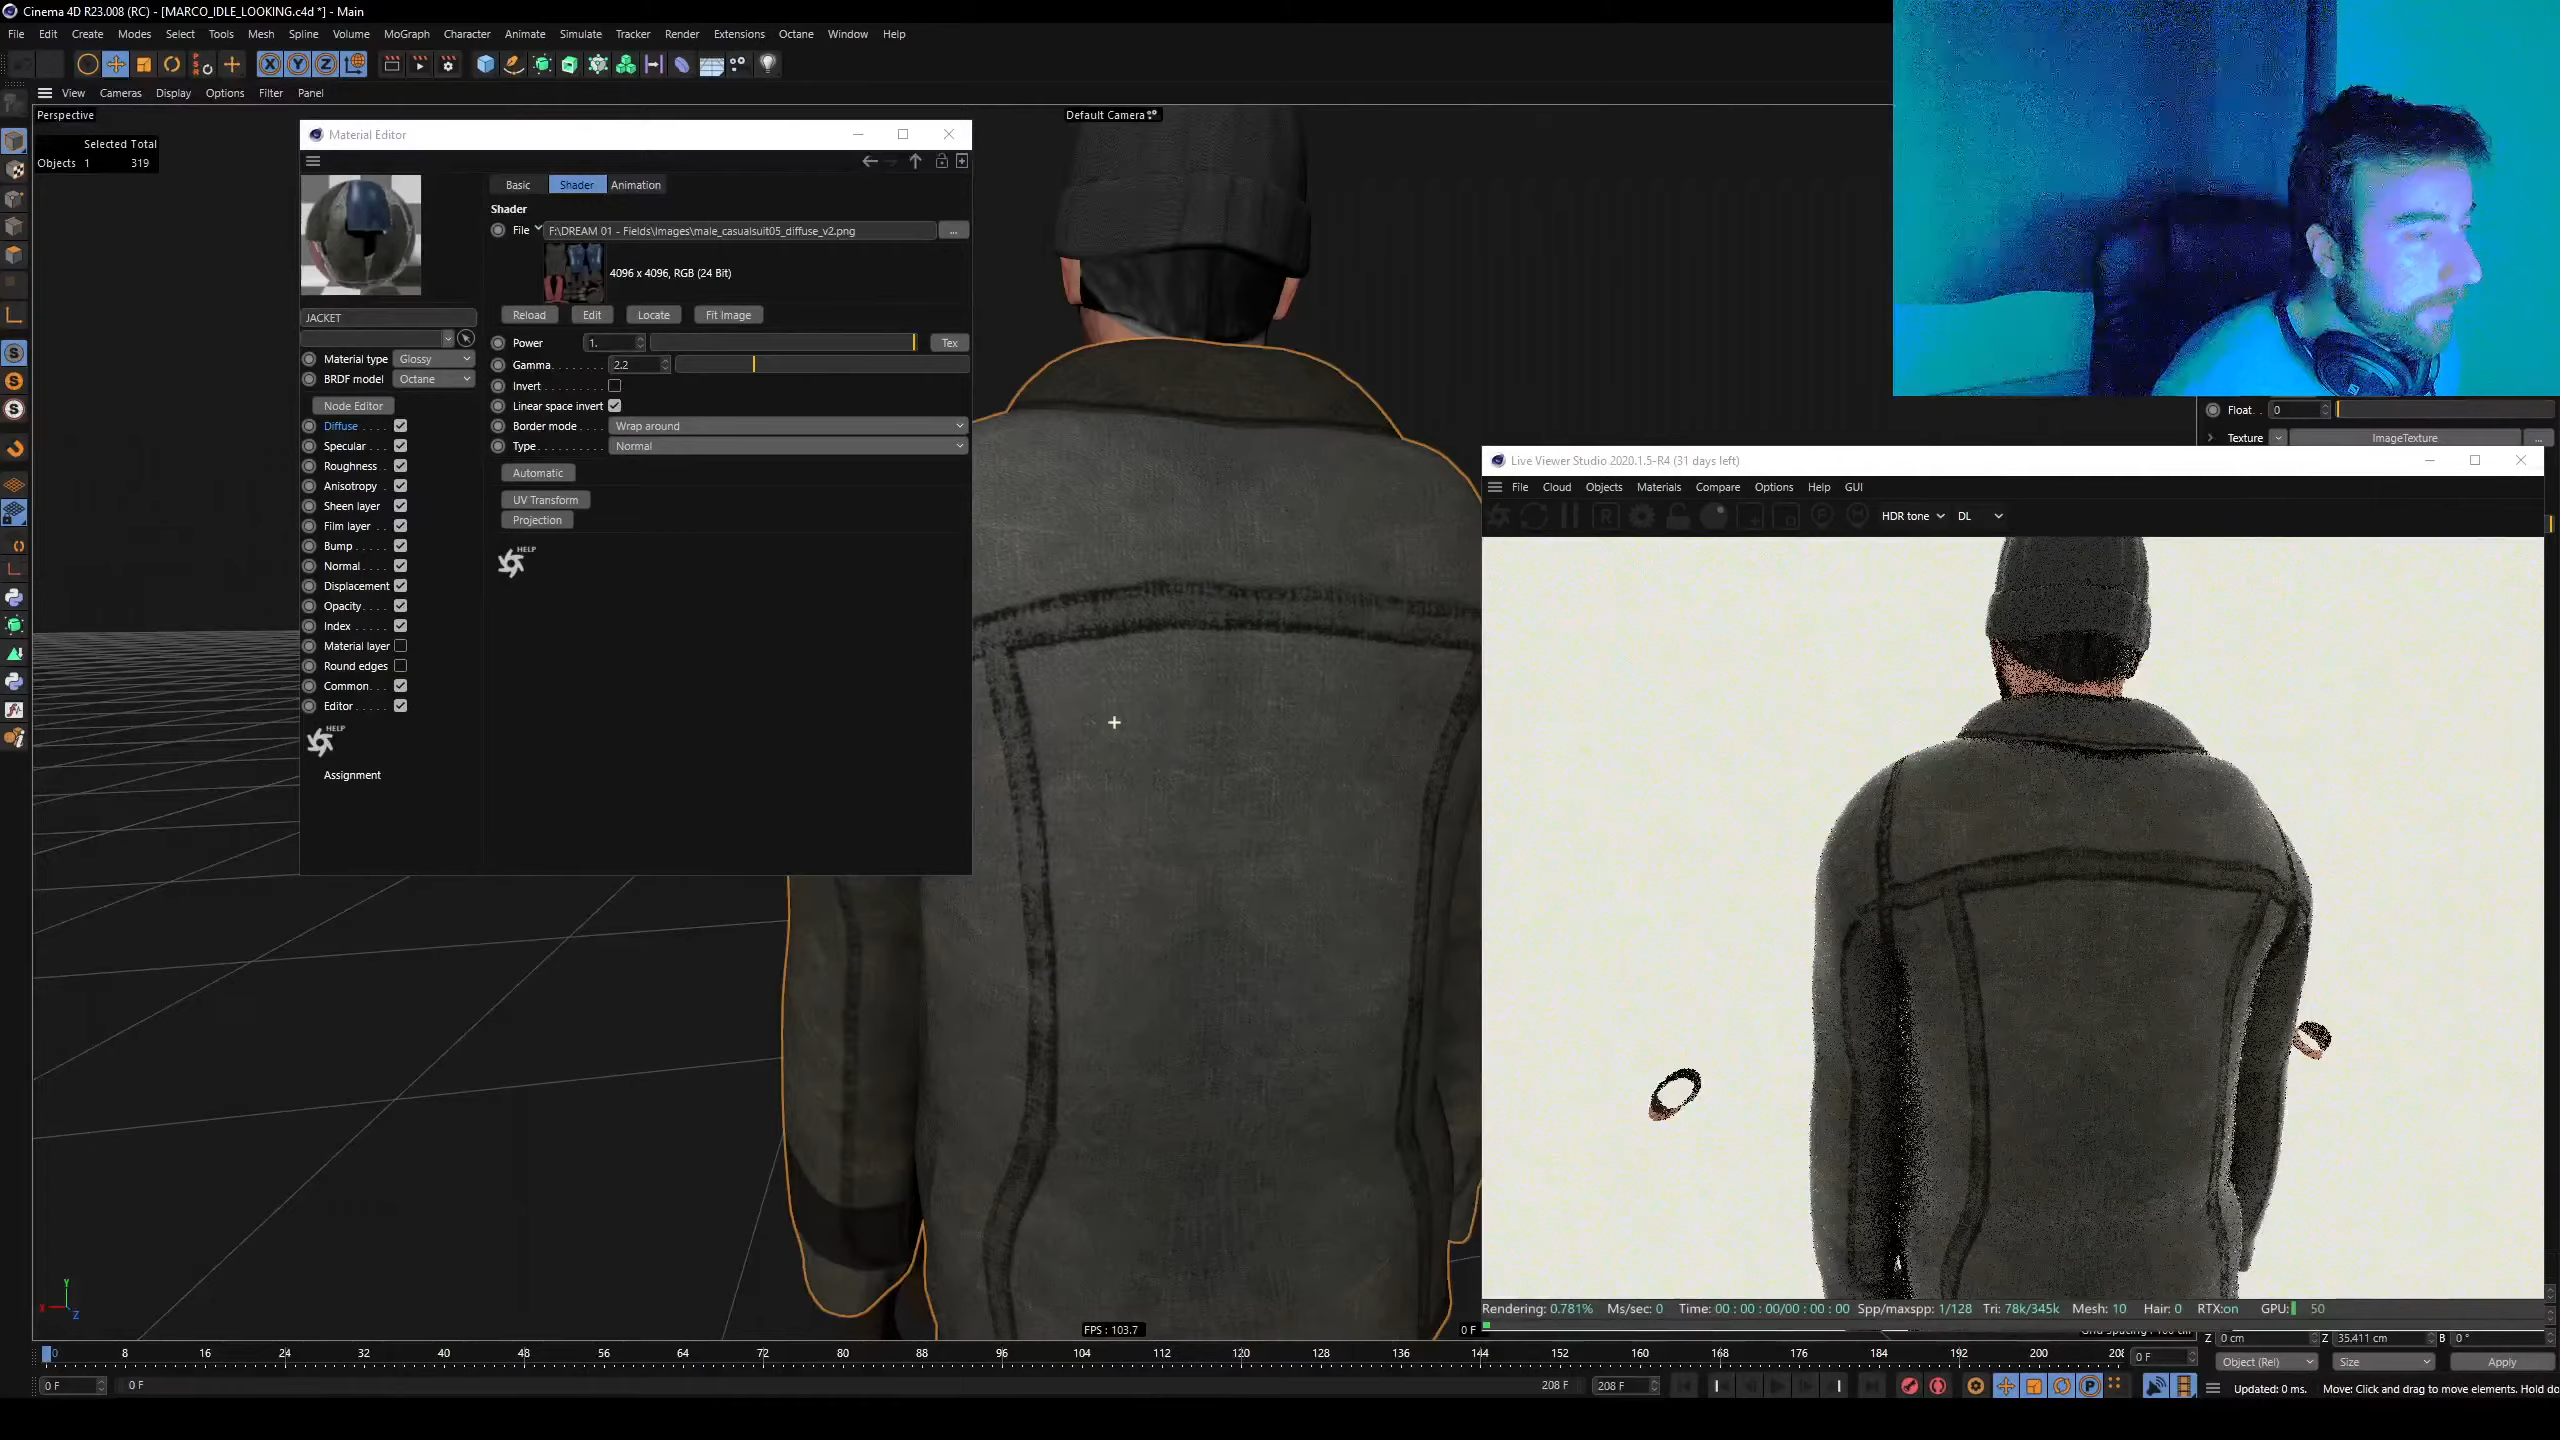 Cinema 4D R23.008 (RC) - [MARCO_IDLE_LOOKING.c4d *] - Main
File Edit Create Modes Select Tools Mesh Spline Volume MoGraph Character Animate Simulate Tracker Render Extensions Octane Window Help
View Cameras Display Options Filter Panel
Perspective
Default Camera
Selected Total
Objects 1 319
Material Editor
Basic Shader Animation
Shader
File F:\DREAM 01 - Fields\Images\male_casualsuit05_diffuse_v2.png ...
4096 x 4096, RGB (24 Bit)
Reload Edit Locate Fit Image
JACKET
Power 1. Tex
Material type Glossy
Gamma 2.2
BRDF model Octane
Invert
Node Editor
Linear space invert
Diffuse
Border mode Wrap around
Specular
Type Normal
Roughness
Automatic
Anisotropy
UV Transform
Sheen layer
Projection
Film layer
Bump
HELP
Normal
Displacement
Opacity
Index
Material layer
Round edges
Common
Editor
HELP
Assignment
Float 0
Texture ImageTexture ...
Live Viewer Studio 2020.1.5-R4 (31 days left)
File Cloud Objects Materials Compare Options Help GUI
HDR tone DL
Rendering: 0.781% Ms/sec: 0 Time: 00 : 00 : 00/00 : 00 : 00 Spp/maxspp: 1/128 Tri: 78k/345k Mesh: 10 Hair: 0 RTX:on GPU: 50
FPS : 103.7
0 F
Z 0 cm Z 35.411 cm B 0 °
Y
X
Z
0 8 16 24 32 40 48 56 64 72 80 88 96 104 112 120 128 136 144 152 160 168 176 184 192 200 208 0 F
Object (Rel) Size Apply
0 F 0 F 208 F 208 F
Updated: 0 ms. Move: Click and drag to move elements. Hold do